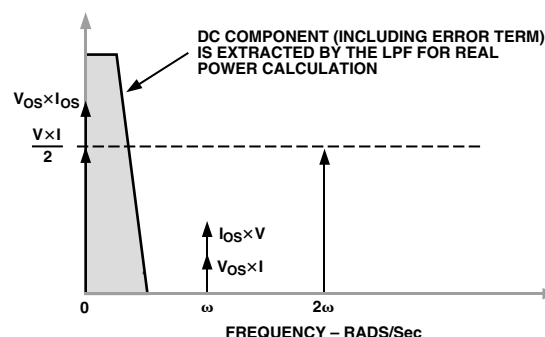 DC COMPONENT (INCLUDING ERROR TERM)
IS EXTRACTED BY THE LPF FOR REAL
POWER CALCULATION
VOS×IOS
V×I
2
IOS×V
VOS×I
0
ω
2ω
FREQUENCY – RADS/Sec